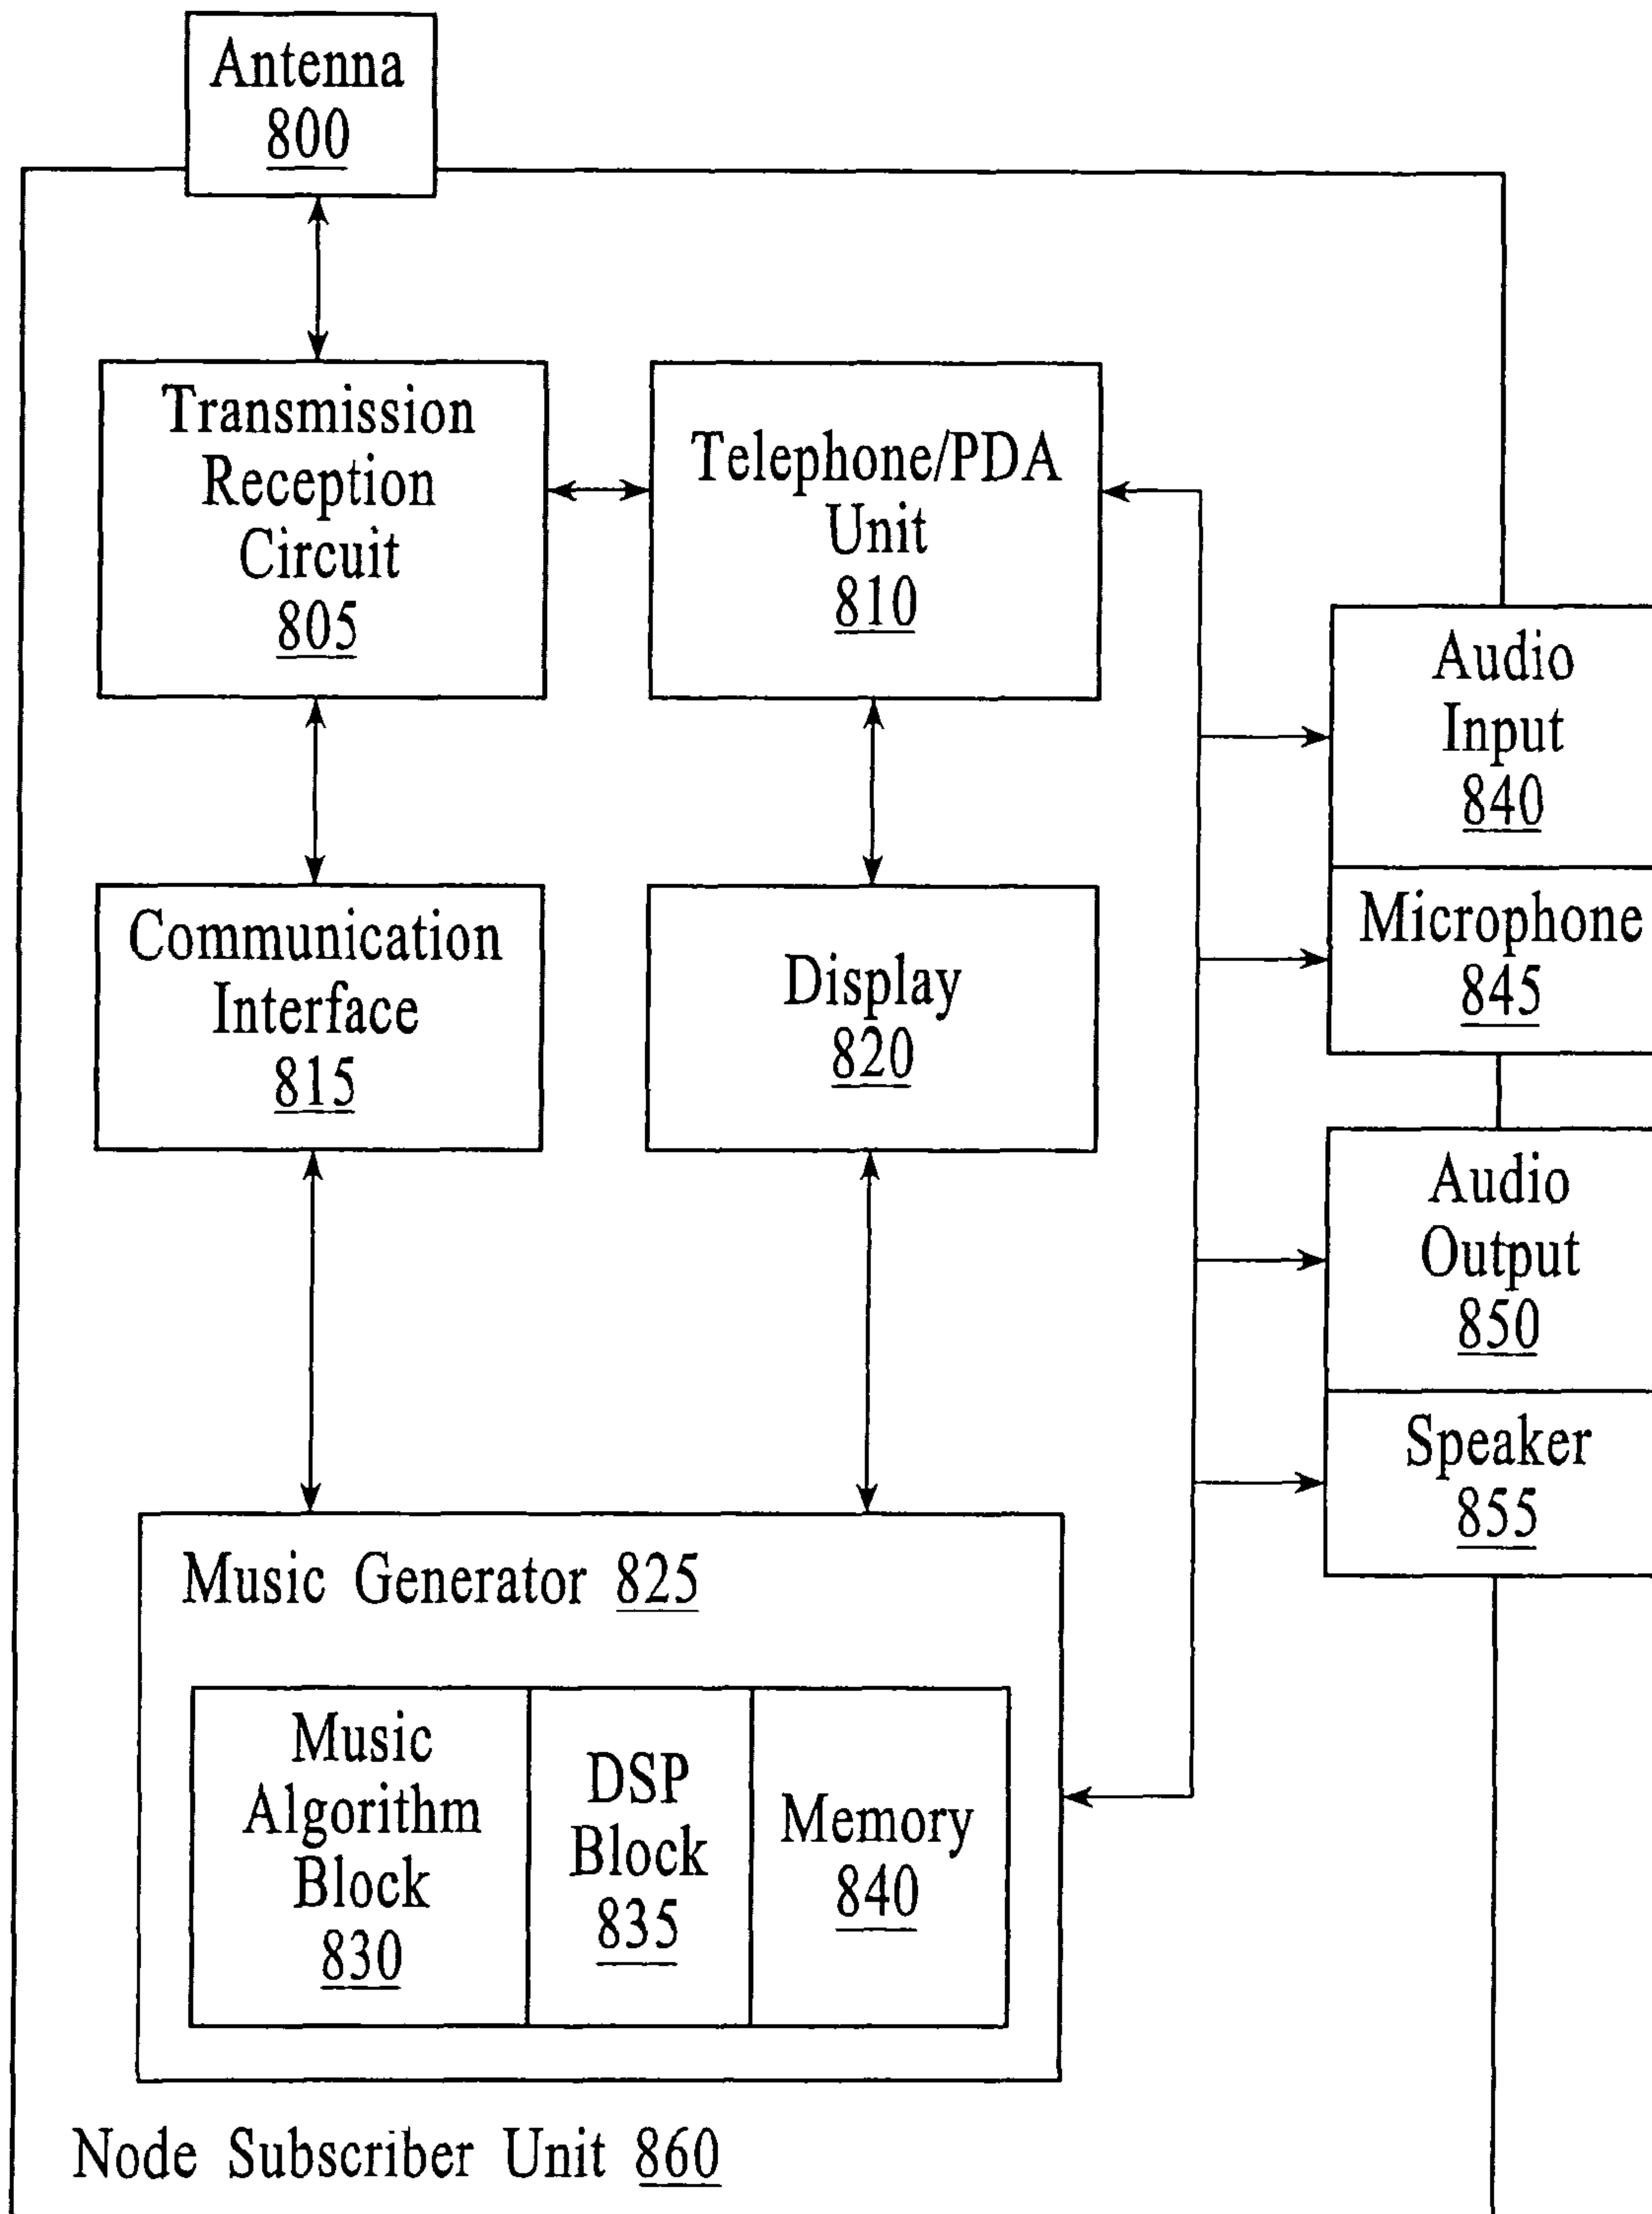 Antenna
800
Transmission
Reception
Circuit
805
Telephone/PDA
Unit
810
Audio
Input
840
Microphone
845
Communication
Interface
815
Display
820
Audio
Output
850
Speaker
855
Music Generator 825
Music
Algorithm
Block
830
DSP
Block
835
Memory
840
Node Subscriber Unit 860